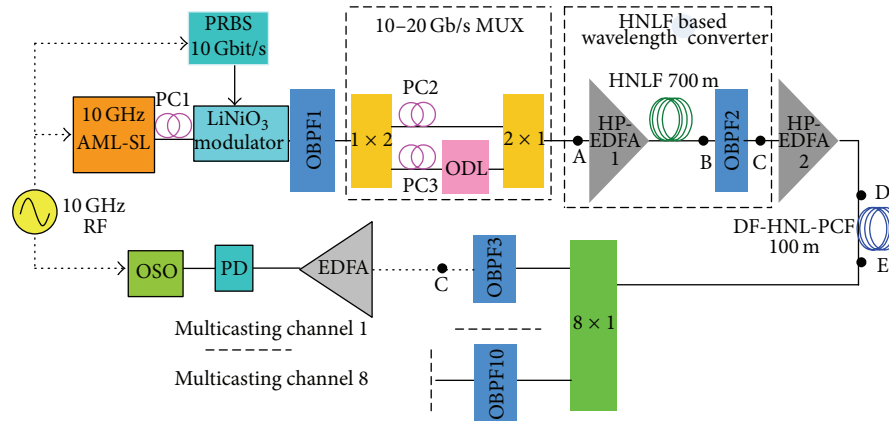 PRBS
10 Gbit/s
10–20 Gb/s MUX
HNLF based
wavelength converter
HNLF 700 m
10 GHz
AML-SL
PC1
LiNiO3
modulator
OBPF1
1 × 2
PC2
PC3
ODL
2 × 1
A
HP-
EDFA
1
B
OBPF2
C
HP-
EDFA
2
D
DF-HNL-PCF
100 m
E
10 GHz
RF
OSO
PD
EDFA
C
OBPF3
8 × 1
Multicasting channel 1
Multicasting channel 8
OBPF10